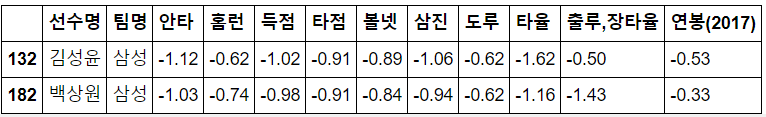 선수명 팀명 안타 홈런 득점 타점 볼넷 삼진 도루 타율 출루,장타율 연봉(2017)
132 김성윤 삼성 -1.12 -0.62 -1.02 -0.91 -0.89 -1.06 -0.62 -1.62 -0.50 -0.53
182 백상원 삼성 -1.03 -0.74 -0.98 -0.91 -0.84 -0.94 -0.62 -1.16 -1.43 -0.33